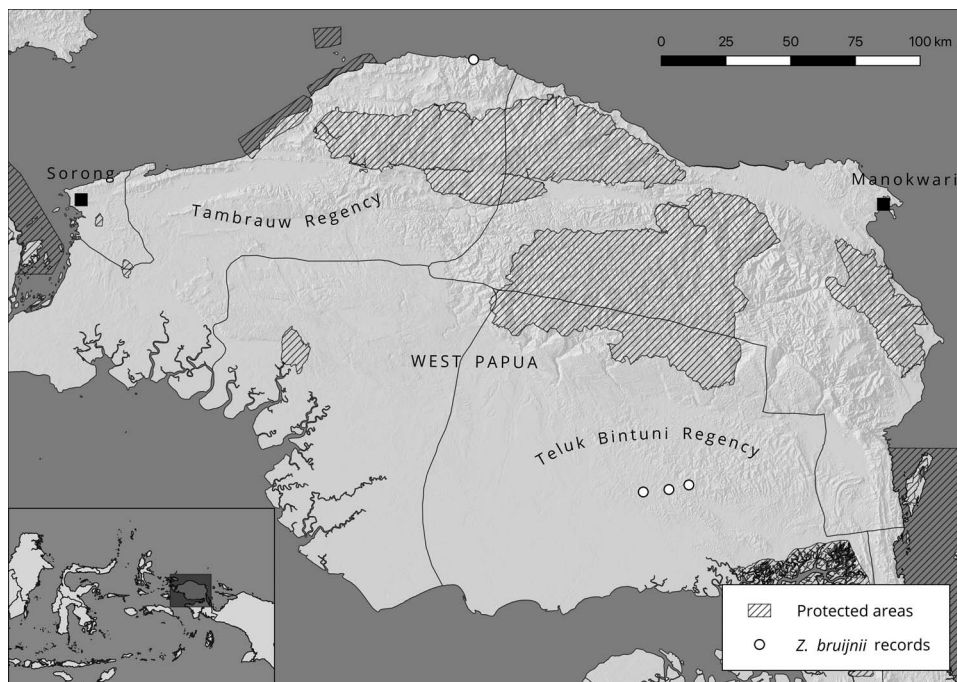 0 25 50 75 100 km
Sorong
Manokwari
Tambrauw Regency
WEST PAPUA
Teluk Bintuni Regency
Protected areas
Z. bruijnii records